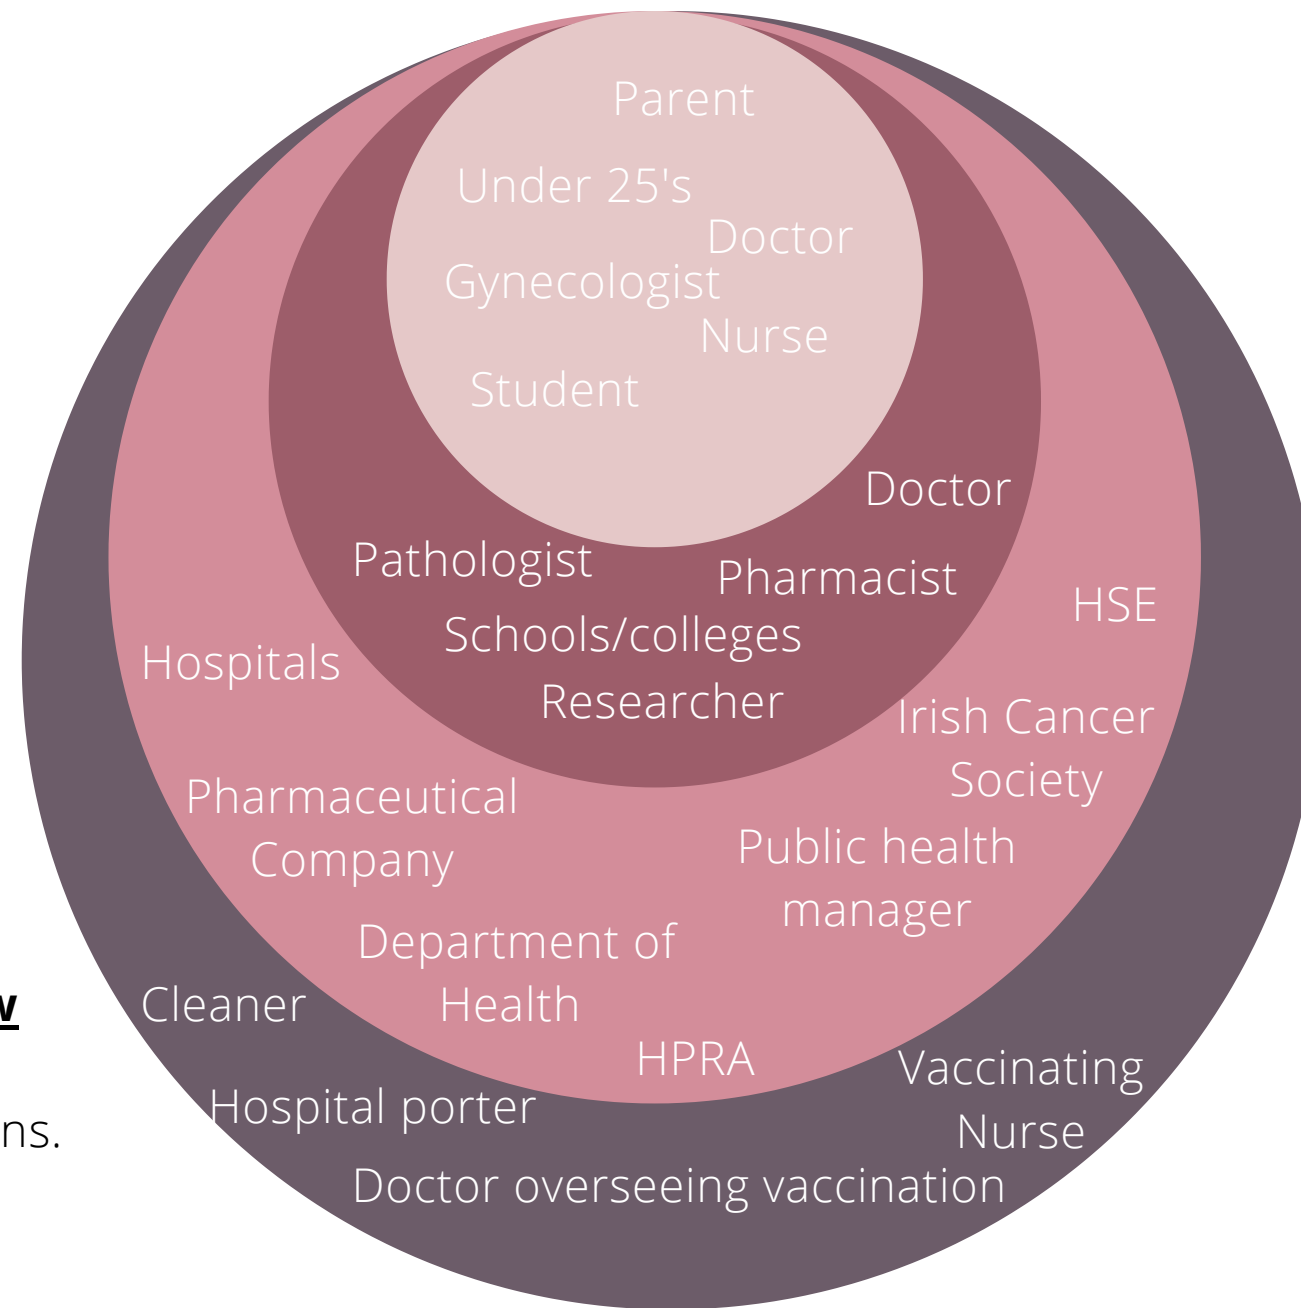 Parent
Under 25's
Doctor
Gynecologist
Nurse
Student
Doctor
Pathologist
Pharmacist
HSE
Schools/colleges
Hospitals
Researcher
Irish Cancer
Society
Pharmaceutical
Company
Public health
manager
Department of
Health
Cleaner
HPRA
Vaccinating
Nurse
Hospital porter
Doctor overseeing vaccination